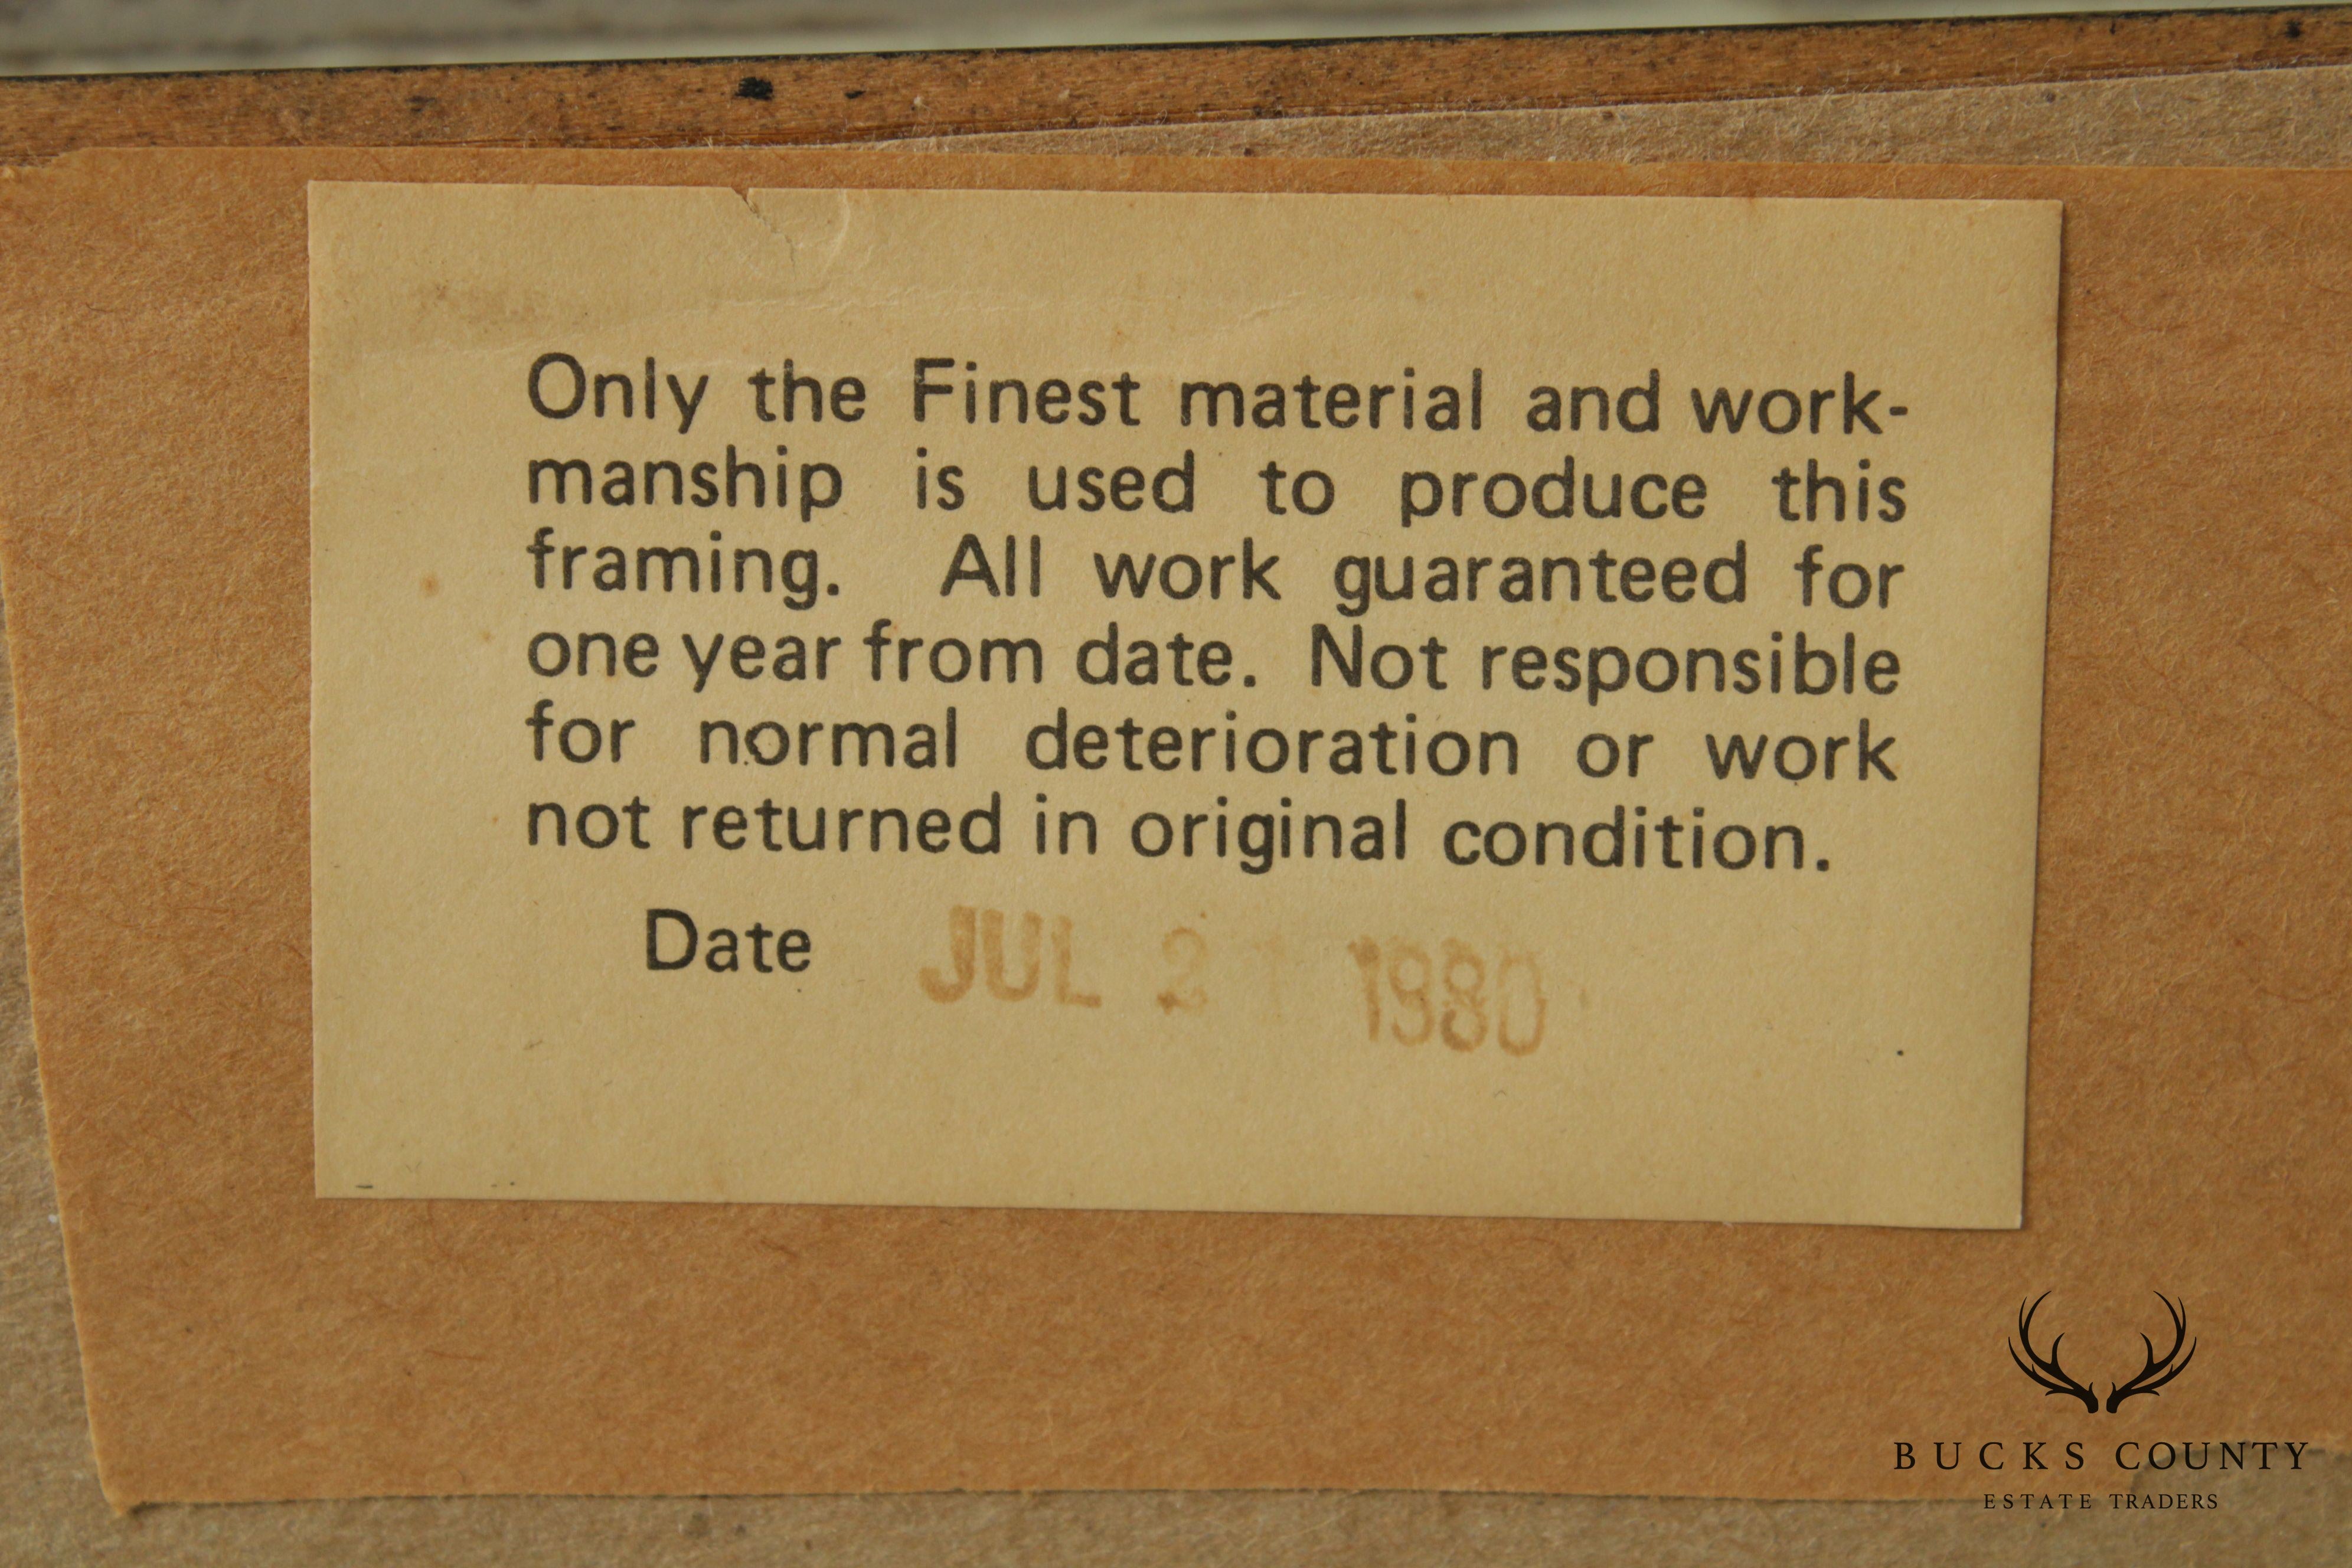 Only the Finest material and work-
manship is used to produce this
framing. All work guaranteed for
one year from date. Not responsible
for normal deterioration or work
not returned in original condition.
Date JUL 21 1980
BUCKS COUNTY
ESTATE TRADERS